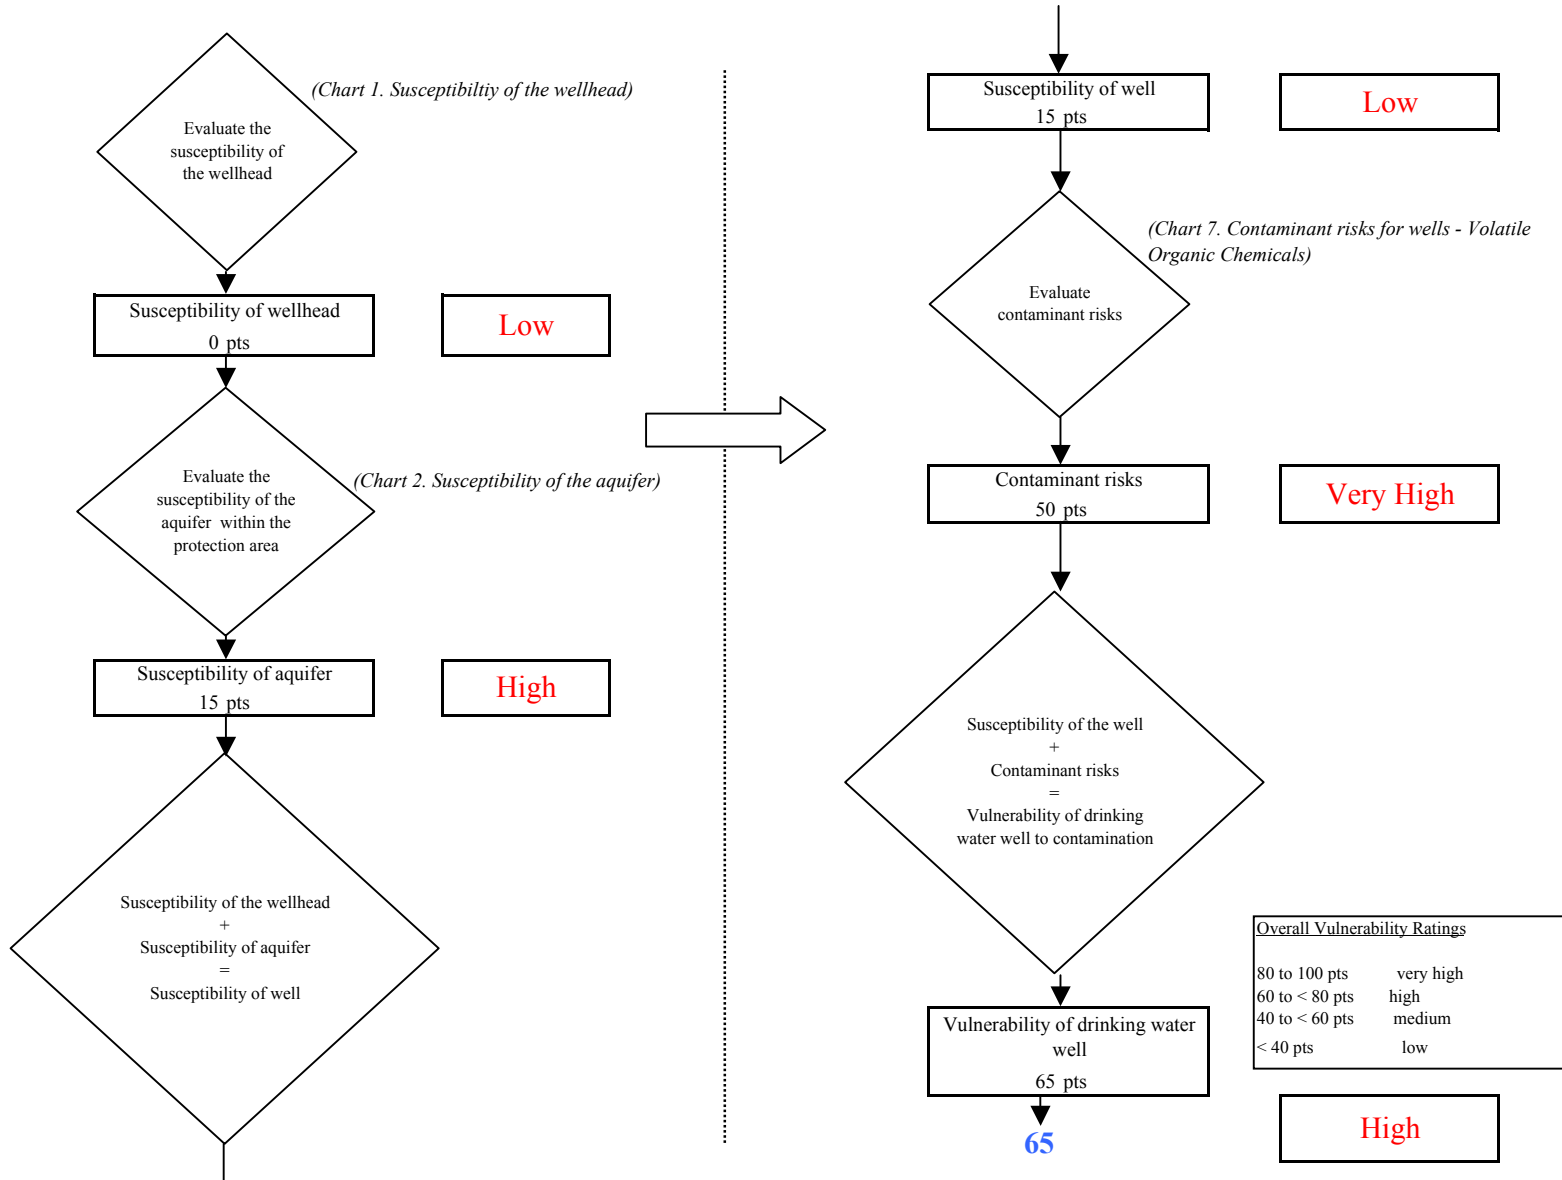 (Chart 1. Susceptibiltiy of the wellhead)
Evaluate the
susceptibility of
the wellhead
Susceptibility of wellhead
0 pts
Low
Evaluate the
susceptibility of the
aquifer within the
protection area
(Chart 2. Susceptibility of the aquifer)
Susceptibility of aquifer
15 pts
High
Susceptibility of the wellhead
+
Susceptibility of aquifer
=
Susceptibility of well
Susceptibility of well
15 pts
Low
(Chart 7. Contaminant risks for wells - Volatile
Organic Chemicals)
Evaluate
contaminant risks
Contaminant risks
50 pts
Very High
Susceptibility of the well
+
Contaminant risks
=
Vulnerability of drinking
water well to contamination
Overall Vulnerability Ratings
80 to 100 pts very high
60 to < 80 pts high
40 to < 60 pts medium
< 40 pts low
Vulnerability of drinking water
well
65 pts
65
High